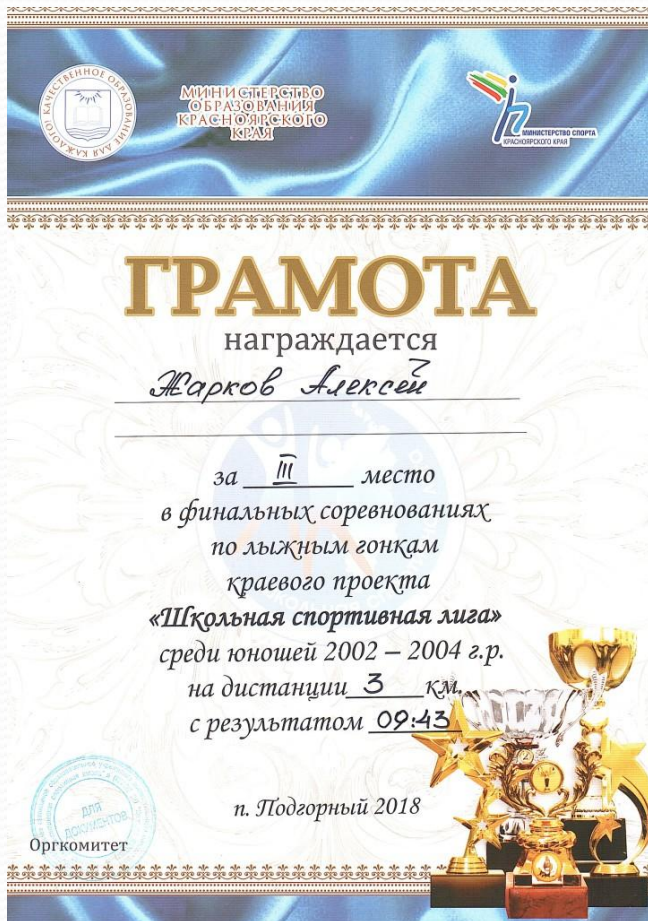 КАЧЕСТВЕННОЕ ОБРАЗОВАНИЕ ДЛЯ КАЖДОГО!
МИНИСТЕРСТВО
ОБРАЗОВАНИЯ
КРАСНОЯРСКОГО
КРАЯ
МИНИСТЕРСТВО СПОРТА
КРАСНОЯРСКОГО КРАЯ
ГРАМОТА
награждается
Жарков Алексей
за III место
в финальных соревнованиях
по лыжным гонкам
краевого проекта
«Школьная спортивная лига»
среди юношей 2002 – 2004 г.р.
на дистанции 3 км.
с результатом 09:43
п. Подгорный 2018
ДЛЯ
ДОКУМЕНТОВ
Оргкомитет